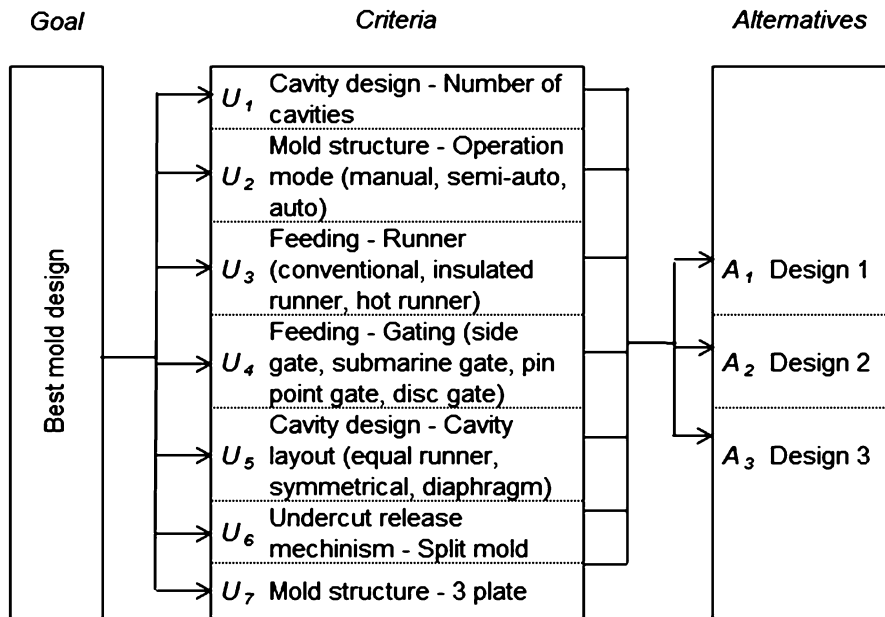 Goal
Criteria
Alternatives
Best mold design
U1 Cavity design - Number of
cavities
Mold structure - Operation
U2 mode (manual, semi-auto,
auto)
Feeding - Runner
U3 (conventional, insulated
runner, hot runner)
Feeding - Gating (side
U4 gate, submarine gate, pin
point gate, disc gate)
Cavity design - Cavity
U5 layout (equal runner,
symmetrical, diaphragm)
Undercut release
U6 mechinism - Split mold
U7 Mold structure - 3 plate
A1 Design 1
A2 Design 2
A3 Design 3